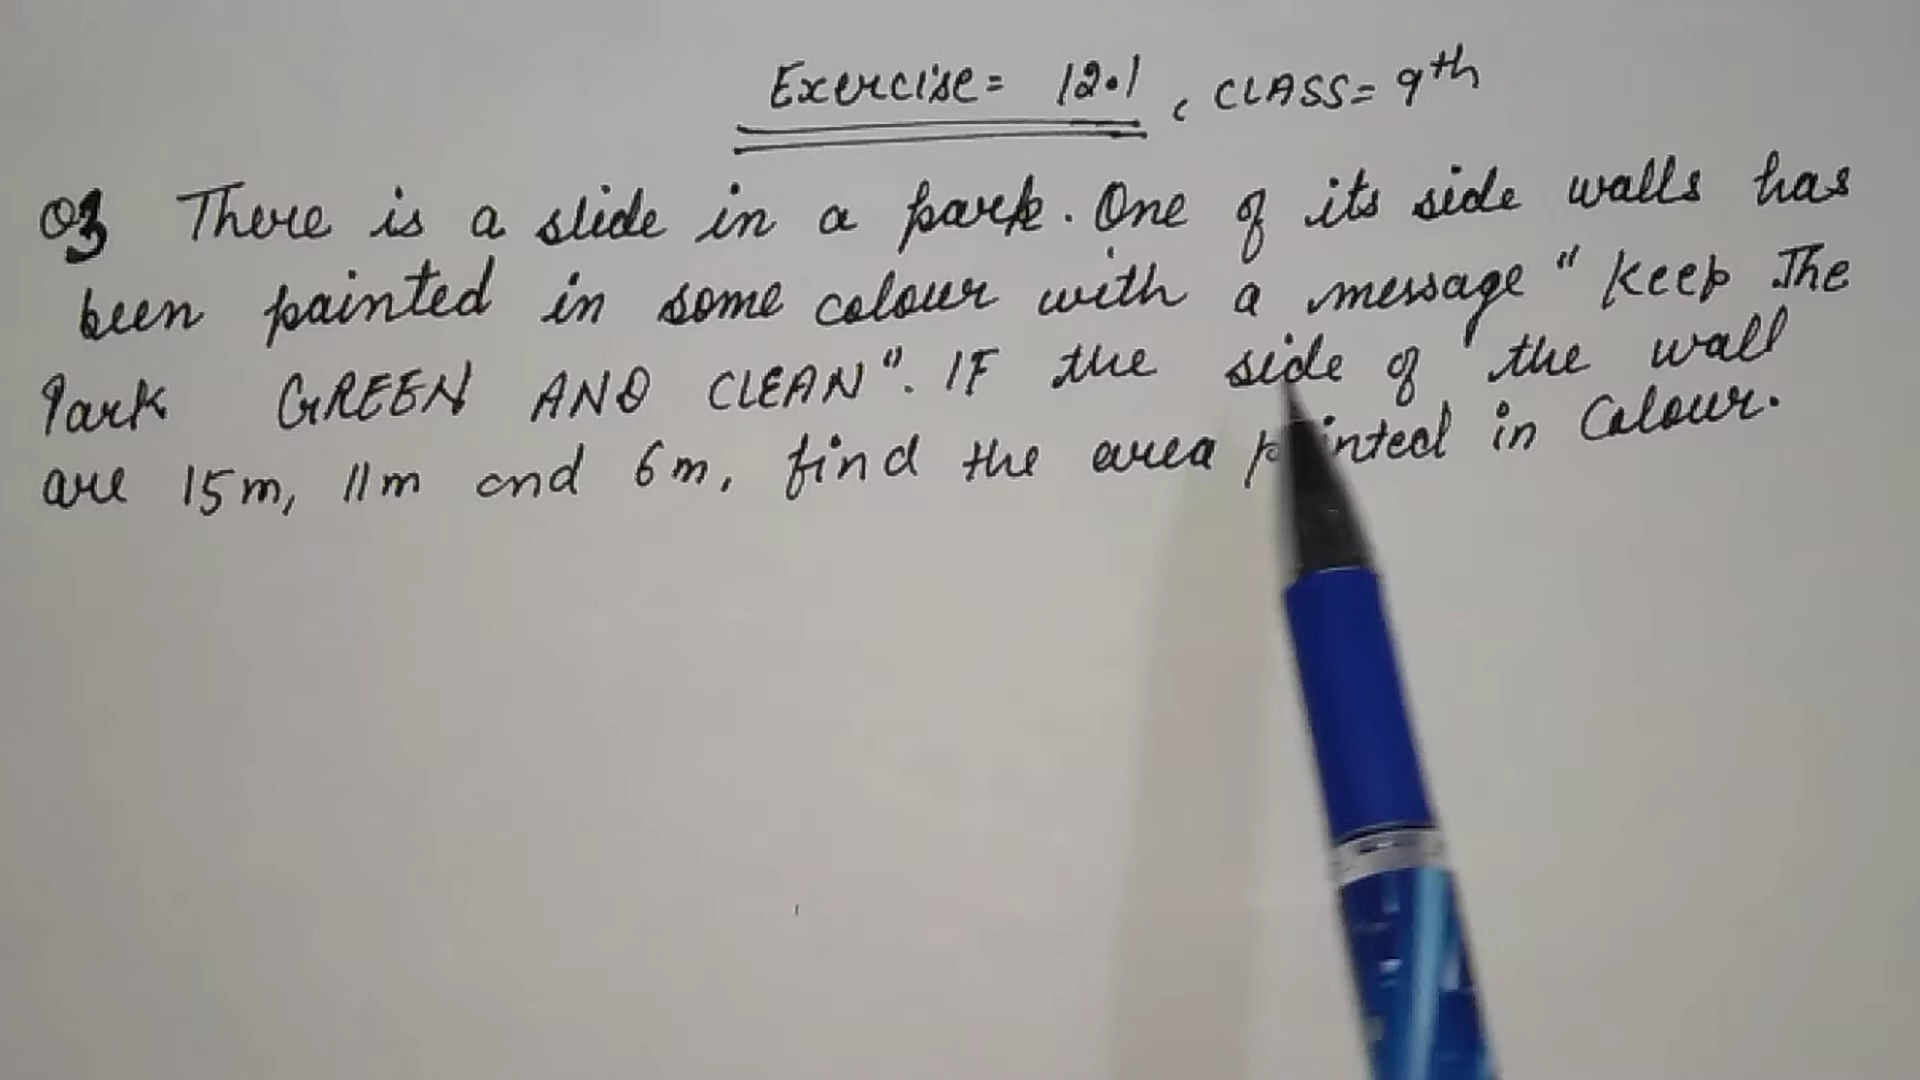 Exercise = 12.1, CLASS = 9th
Q3 There is a slide in a park. One of its side walls has
been painted in some colour with a message "Keep The
Park GREEN AND CLEAN". IF the side of the wall
are 15m, 11m and 6m, find the area painted in Colour.